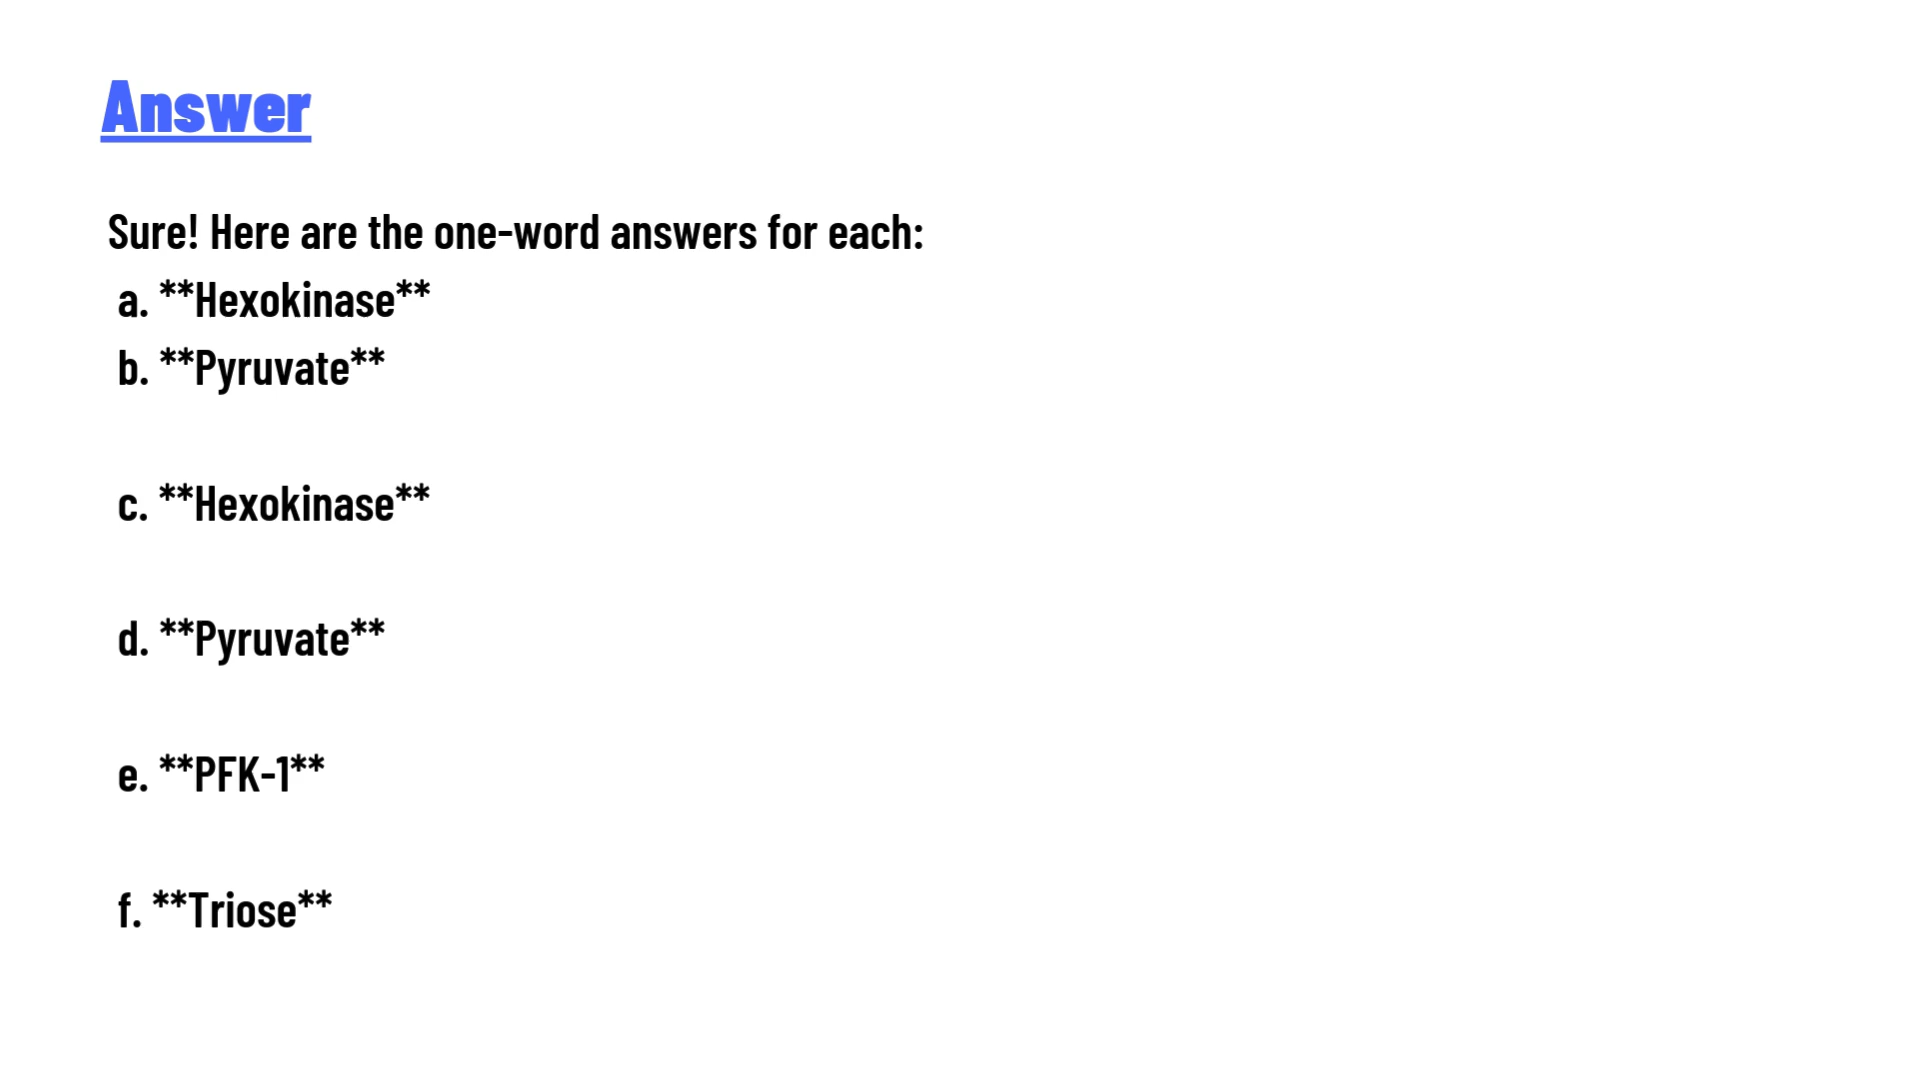 Answer
Sure! Here are the one-word answers for each:
a. **Hexokinase**
b. **Pyruvate**
c. **Hexokinase**
d. **Pyruvate**
e. **PFK-1**
f. **Triose**